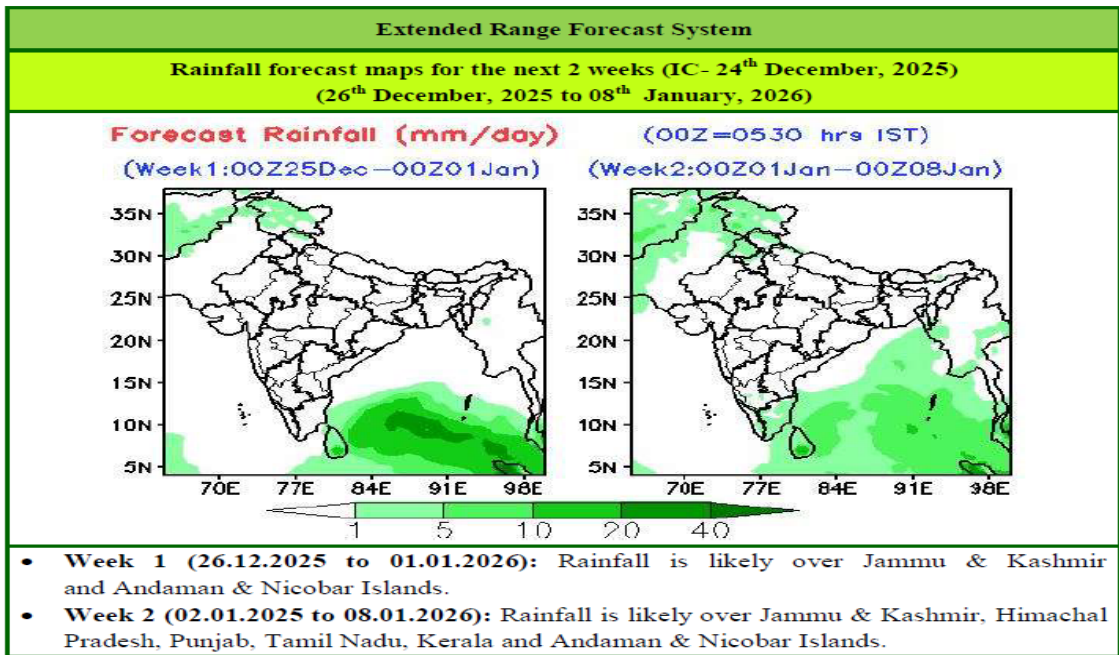 Extended Range Forecast System
Rainfall forecast maps for the next 2 weeks (IC- 24th December, 2025)
(26th December, 2025 to 08th January, 2026)
Forecast Rainfall (mm/day) (00Z=0530 hrs IST)
(Week1:00Z25Dec–00Z01Jan) (Week2:00Z01Jan–00Z08Jan)
35N 35N
30N 30N
25N 25N
20N 20N
15N 15N
10N 10N
5N 5N
70E 77E 84E 91E 98E 70E 77E 84E 91E 98E
1 5 10 20 40
• Week 1 (26.12.2025 to 01.01.2026): Rainfall is likely over Jammu & Kashmir
and Andaman & Nicobar Islands.
• Week 2 (02.01.2025 to 08.01.2026): Rainfall is likely over Jammu & Kashmir, Himachal
Pradesh, Punjab, Tamil Nadu, Kerala and Andaman & Nicobar Islands.